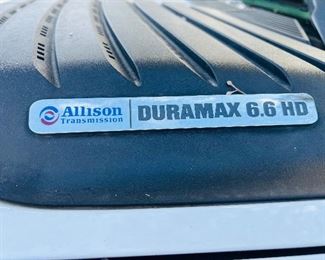 Allison DURAMAX 6.6 HD
Transmission